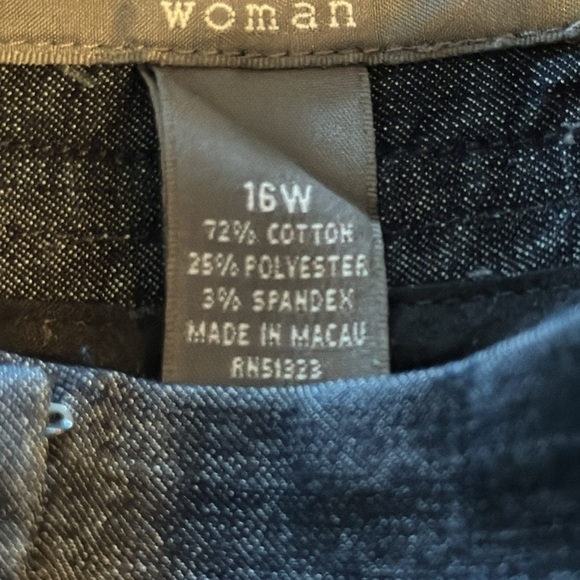 woman
16W
72% COTTON
25% POLYESTER
3% SPANDEX
MADE IN MACAU
RN51323